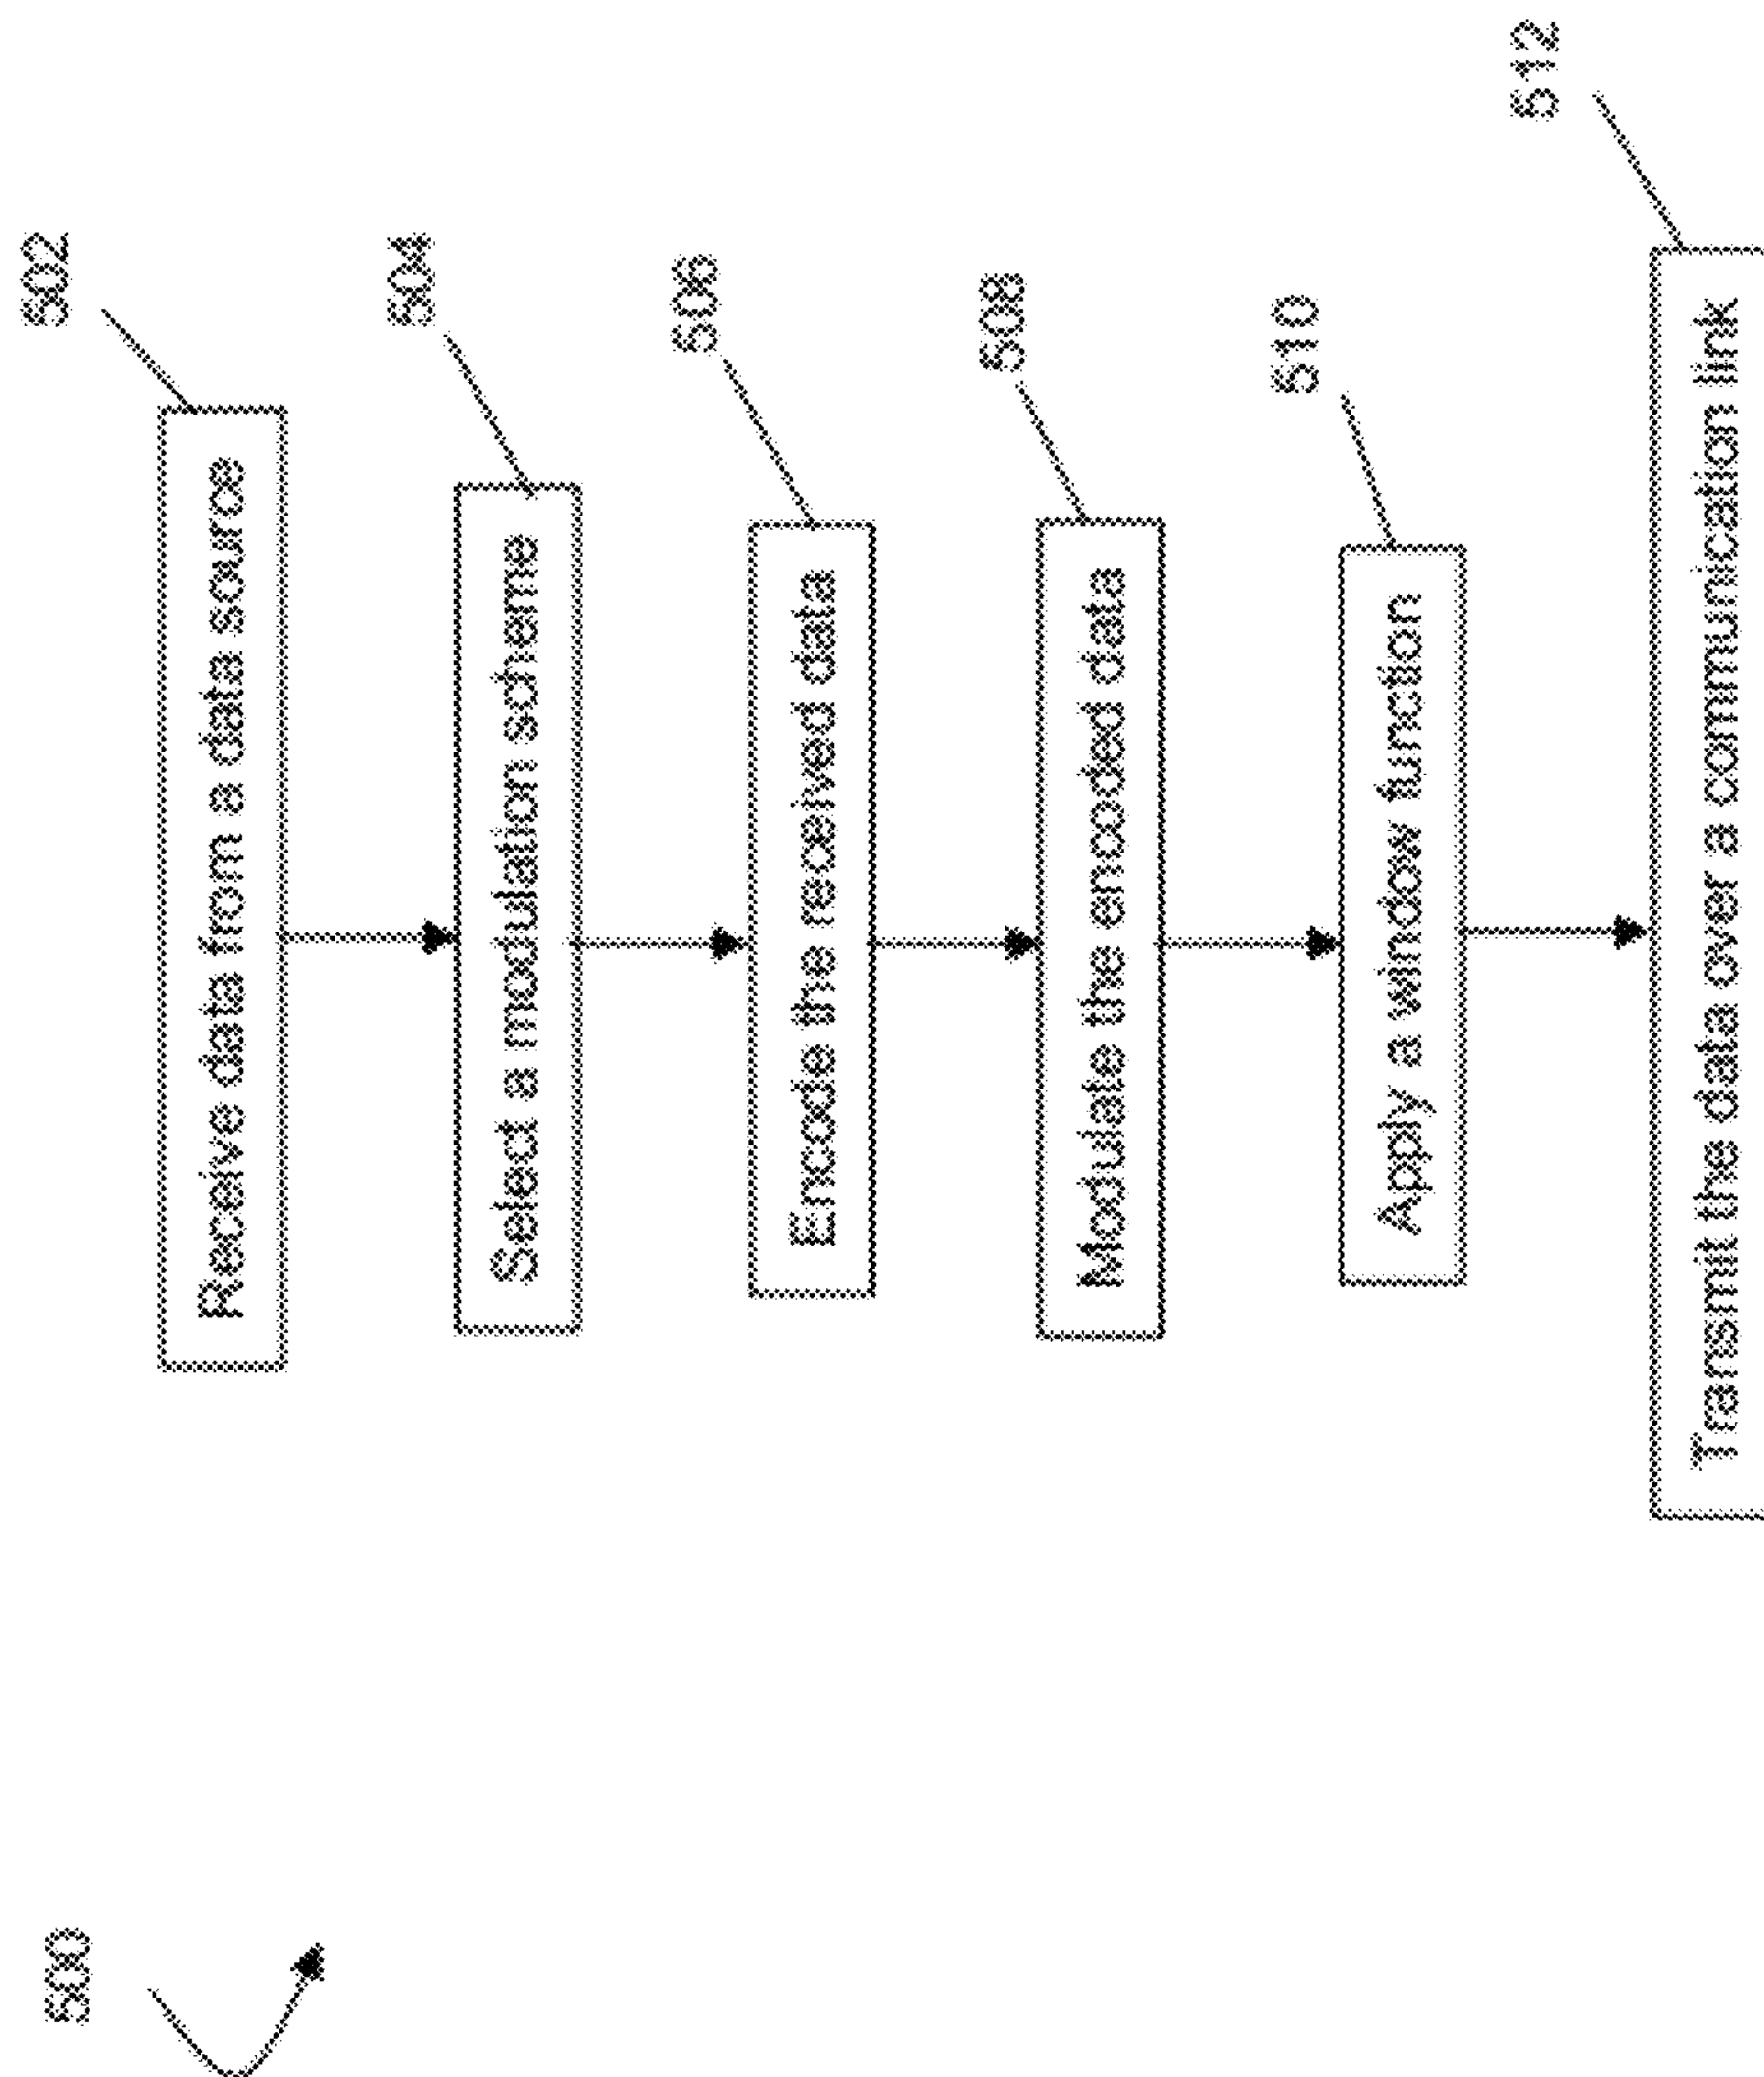 500
502
Receive data from a data source
504
Select a modulation scheme
506
Encode the received data
508
Modulate the encoded data
510
Apply a window function
512
Transmit the data over a communication link